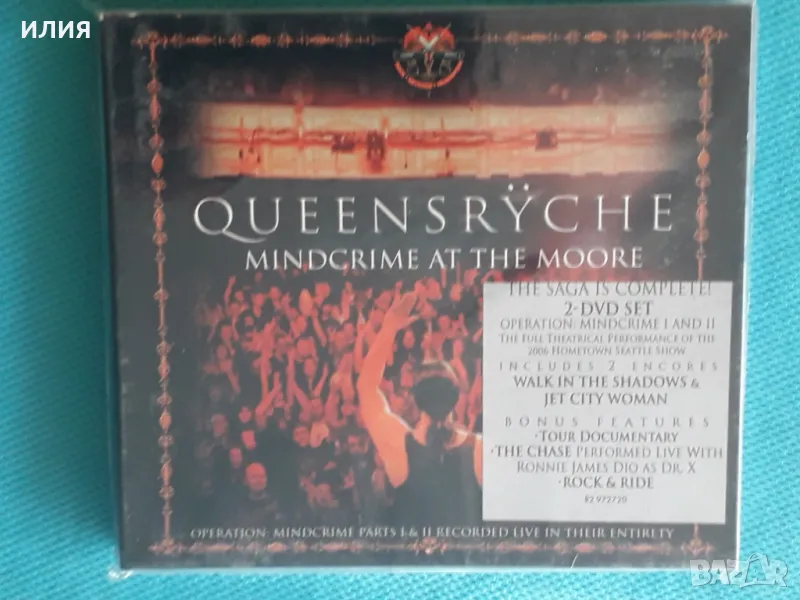 илия
QUEENSRŸCHE
MINDCRIME AT THE MOORE
THE SAGA IS COMPLETE!
2-DVD SET
OPERATION: MINDCRIME I AND II
THE FULL THEATRICAL PERFORMANCE OF THE
2006 HOMETOWN SEATTLE SHOW
INCLUDES 2 ENCORES
WALK IN THE SHADOWS &
JET CITY WOMAN
BONUS FEATURES
·TOUR DOCUMENTARY
·THE CHASE PERFORMED LIVE WITH
RONNIE JAMES DIO AS DR. X
·ROCK & RIDE
R2 972720
OPERATION: MINDCRIME PARTS I & II RECORDED LIVE IN THEIR ENTIRETY
BAZAR